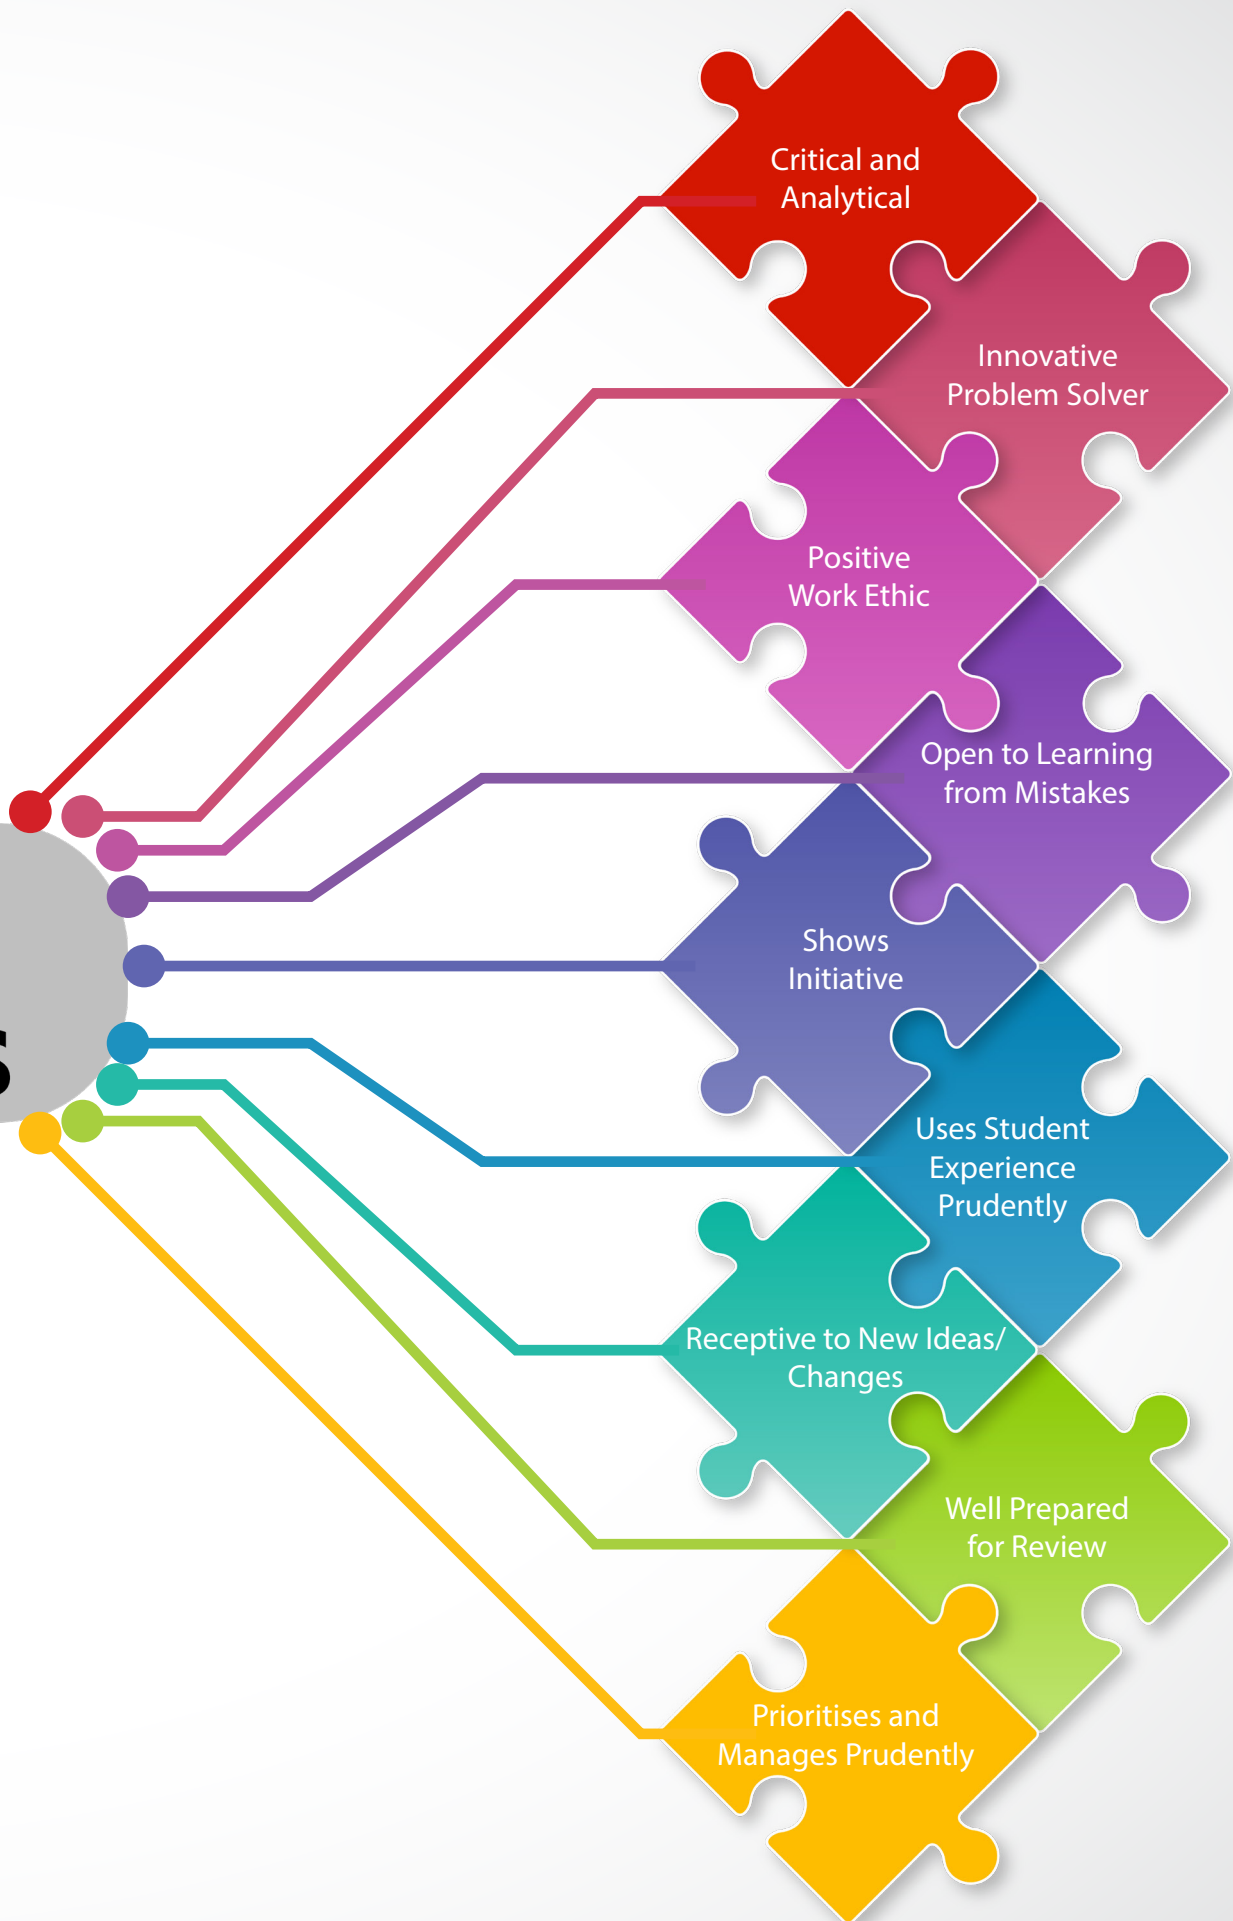 Critical and
Analytical
Innovative
Problem Solver
Positive
Work Ethic
Open to Learning
from Mistakes
Shows
Initiative
s
Uses Student
Experience
Prudently
Receptive to New Ideas/
Changes
Well Prepared
for Review
Prioritises and
Manages Prudently